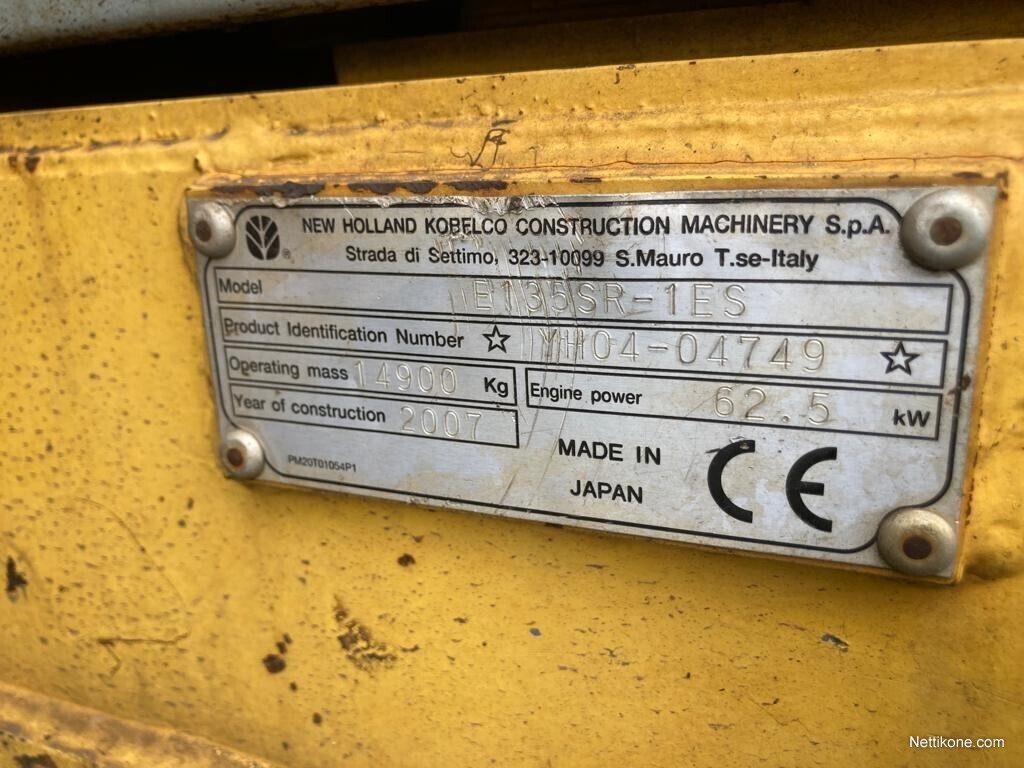 NEW HOLLAND KOBELCO CONSTRUCTION MACHINERY S.p.A.
Strada di Settimo, 323-10099 S.Mauro T.se-Italy
Model E135SR-1ES
Product Identification Number ☆ YH04-04749 ☆
Operating mass 14900 Kg
Engine power 62.5 kW
Year of construction 2007
MADE IN
JAPAN
CE
PM20T01054P1
Nettikone.com